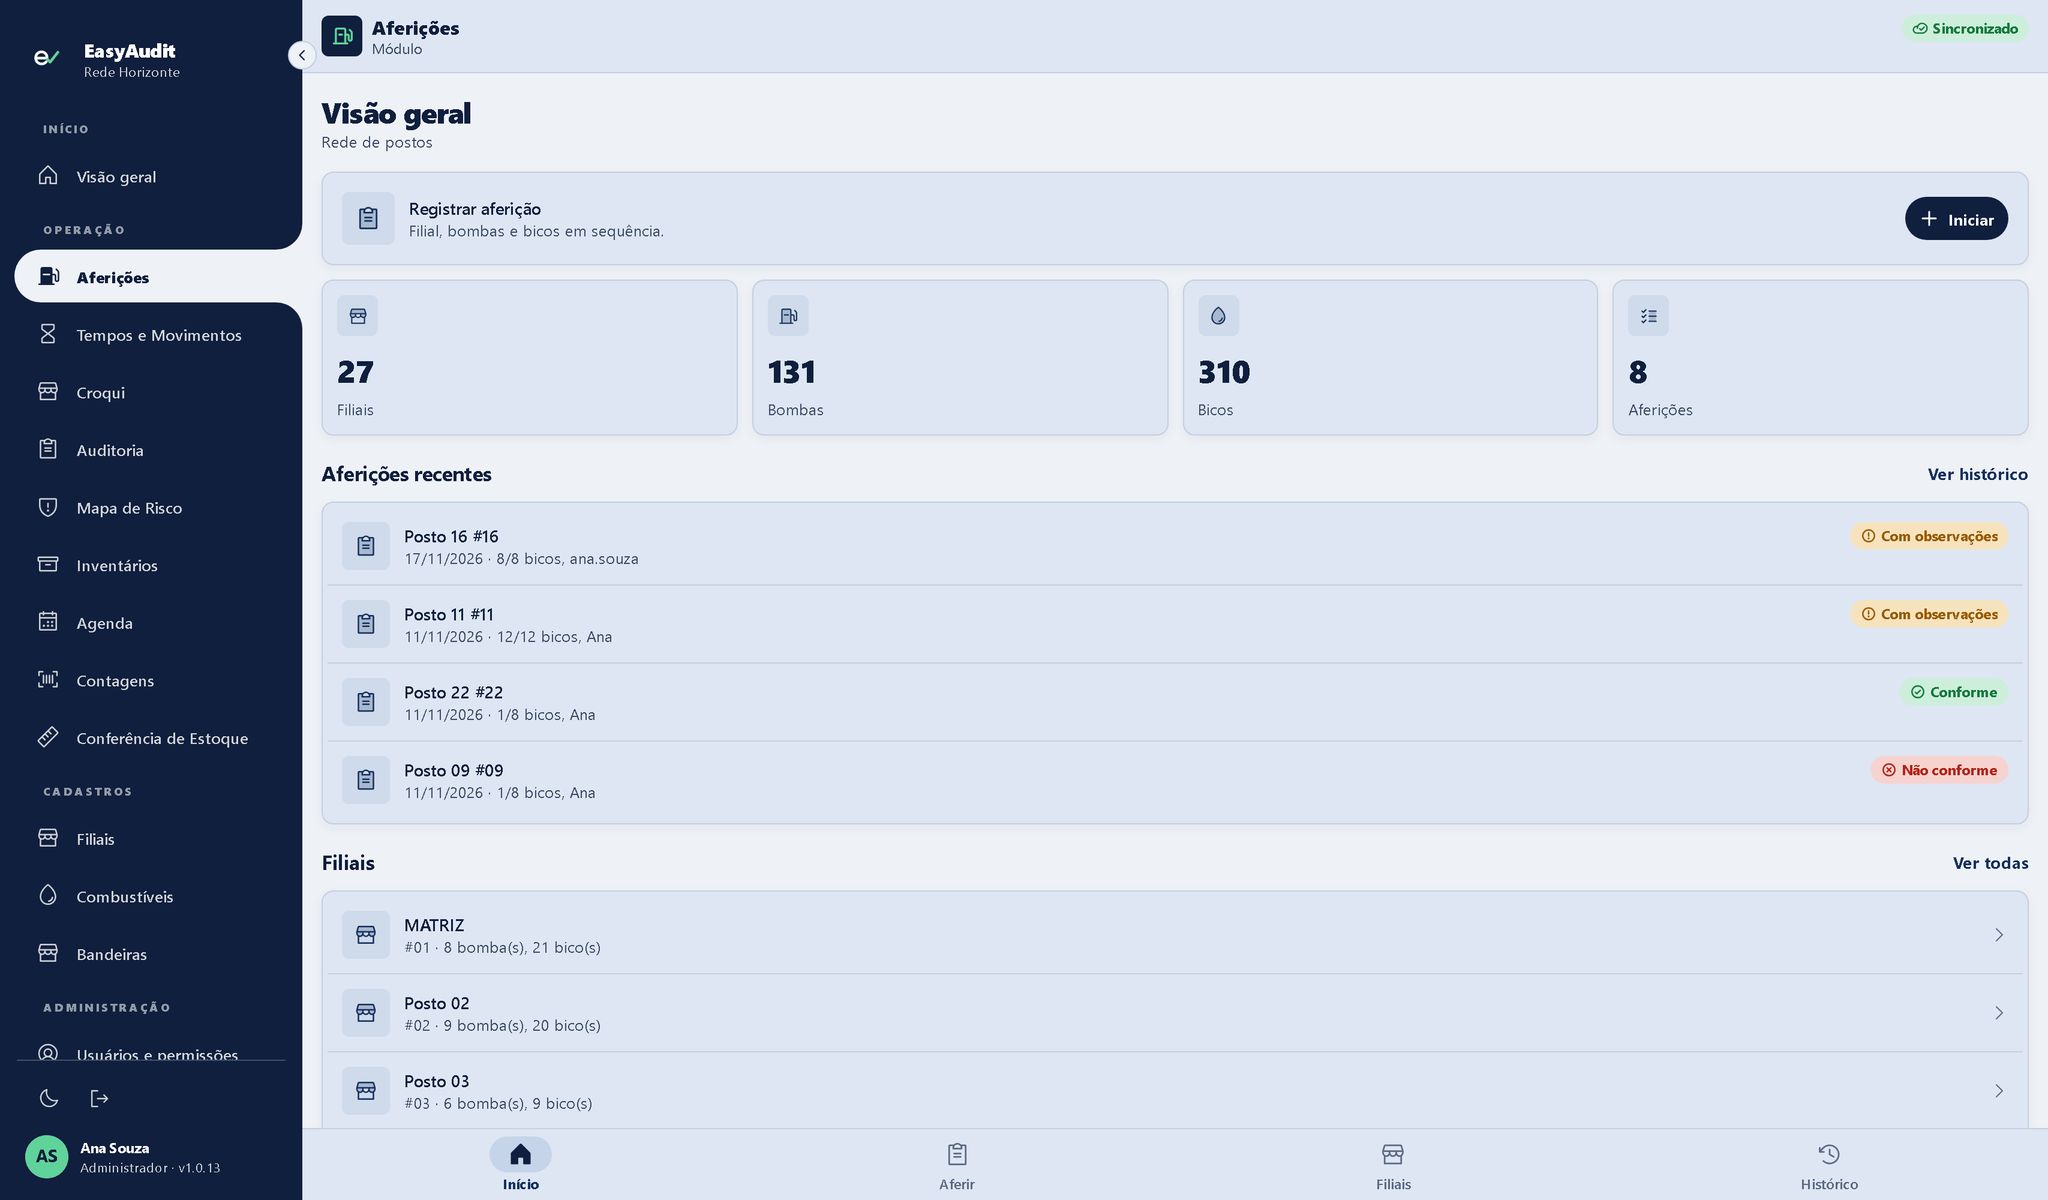 EasyAudit
Rede Horizonte
INÍCIO
Visão geral
OPERAÇÃO
Aferições
Tempos e Movimentos
Croqui
Auditoria
Mapa de Risco
Inventários
Agenda
Contagens
Conferência de Estoque
CADASTROS
Filiais
Combustíveis
Bandeiras
ADMINISTRAÇÃO
Usuários e permissões
AS
Ana Souza
Administrador · v1.0.13
Aferições
Módulo
Sincronizado
Visão geral
Rede de postos
Registrar aferição
Filial, bombas e bicos em sequência.
Iniciar
27
Filiais
131
Bombas
310
Bicos
8
Aferições
Aferições recentes
Ver histórico
Posto 16 #16
17/11/2026 · 8/8 bicos, ana.souza
Com observações
Posto 11 #11
11/11/2026 · 12/12 bicos, Ana
Com observações
Posto 22 #22
11/11/2026 · 1/8 bicos, Ana
Conforme
Posto 09 #09
11/11/2026 · 1/8 bicos, Ana
Não conforme
Filiais
Ver todas
MATRIZ
#01 · 8 bomba(s), 21 bico(s)
Posto 02
#02 · 9 bomba(s), 20 bico(s)
Posto 03
#03 · 6 bomba(s), 9 bico(s)
Início
Aferir
Filiais
Histórico